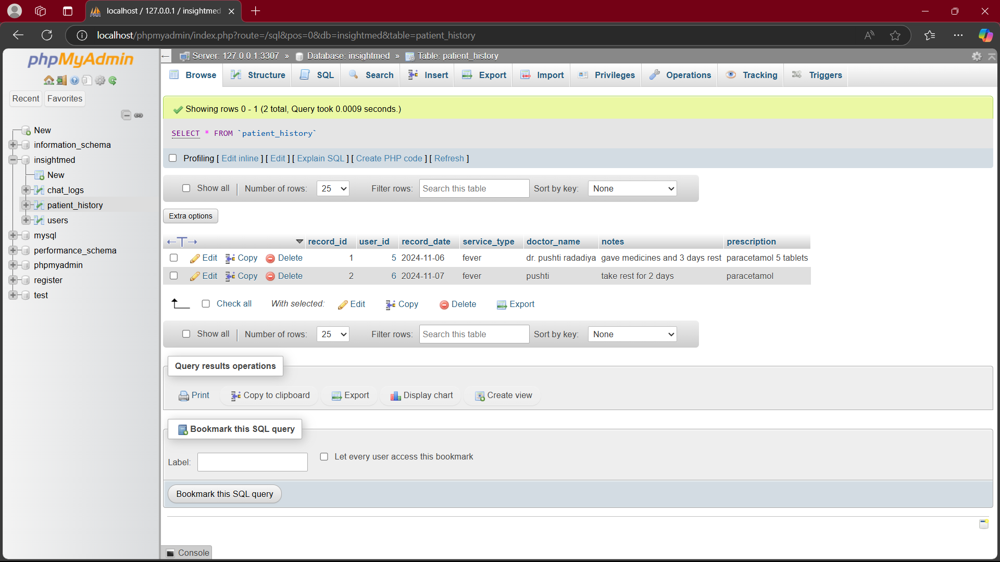 localhost / 127.0.0.1 / insightmed
localhost/phpmyadmin/index.php?route=/sql&pos=0&db=insightmed&table=patient_history
phpMyAdmin
Recent Favorites
New
information_schema
insightmed
New
chat_logs
patient_history
users
mysql
performance_schema
phpmyadmin
register
test
Server: 127.0.0.1:3307 » Database: insightmed » Table: patient_history
Browse Structure SQL Search Insert Export Import Privileges Operations Tracking Triggers
Showing rows 0 - 1 (2 total, Query took 0.0009 seconds.)
SELECT * FROM `patient_history`
Profiling [ Edit inline ] [ Edit ] [ Explain SQL ] [ Create PHP code ] [ Refresh ]
Show all | Number of rows: 25 Filter rows: Search this table Sort by key: None
Extra options
record_id user_id record_date service_type doctor_name notes prescription
Edit Copy Delete 1 5 2024-11-06 fever dr. pushti radadiya gave medicines and 3 days rest paracetamol 5 tablets
Edit Copy Delete 2 6 2024-11-07 fever pushti take rest for 2 days paracetamol
Check all With selected: Edit Copy Delete Export
Show all | Number of rows: 25 Filter rows: Search this table Sort by key: None
Query results operations
Print Copy to clipboard Export Display chart Create view
Bookmark this SQL query
Label: Let every user access this bookmark
Bookmark this SQL query
Console